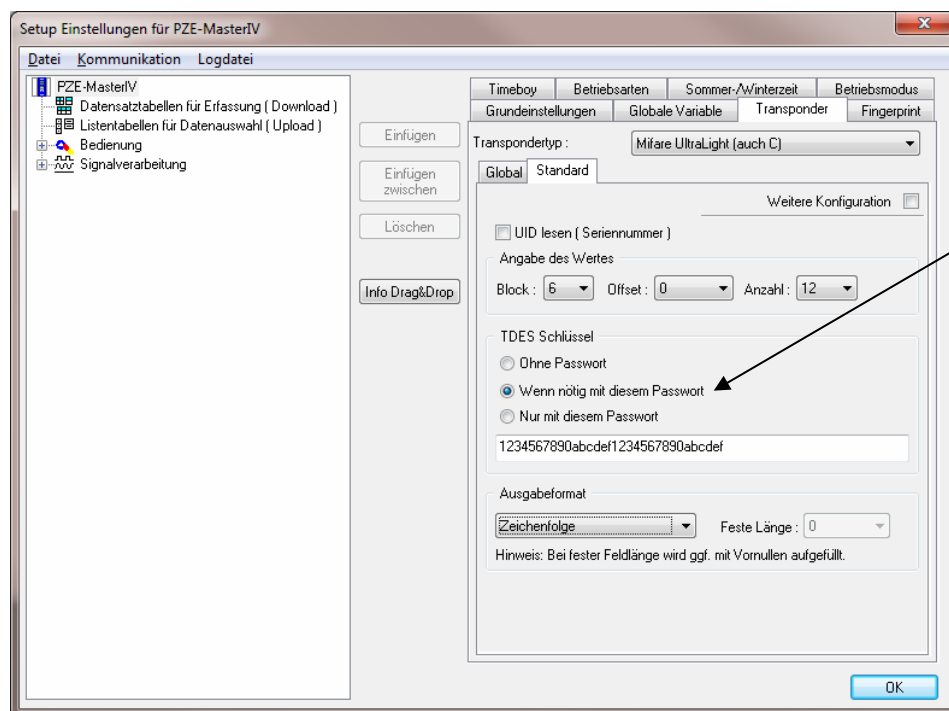 Setup Einstellungen für PZE-MasterIV
Datei Kommunikation Logdatei
PZE-MasterIV
Datensatztabellen für Erfassung ( Download )
Listentabellen für Datenauswahl ( Upload )
Bedienung
Signalverarbeitung
Einfügen
Einfügen
zwischen
Löschen
Info Drag&Drop
Timeboy Betriebsarten Sommer-/Winterzeit Betriebsmodus
Grundeinstellungen Globale Variable Transponder Fingerprint
Transpondertyp : Mifare UltraLight (auch C)
Global Standard
Weitere Konfiguration
UID lesen ( Seriennummer )
Angabe des Wertes
Block : 6 Offset : 0 Anzahl : 12
TDES Schlüssel
Ohne Passwort
Wenn nötig mit diesem Passwort
Nur mit diesem Passwort
1234567890abcdef1234567890abcdef
Ausgabeformat
Zeichenfolge Feste Länge : 0
Hinweis: Bei fester Feldlänge wird ggf. mit Vornullen aufgefüllt.
OK